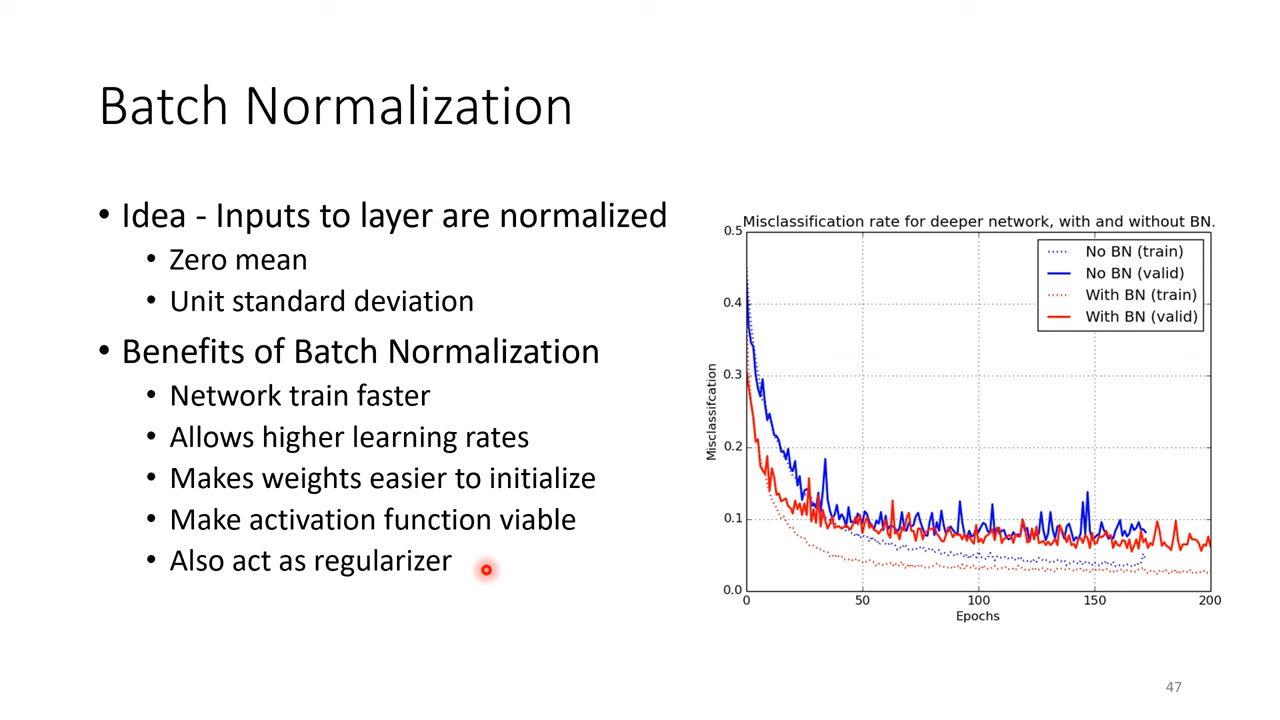 Batch Normalization
• Idea - Inputs to layer are normalized
• Zero mean
• Unit standard deviation
• Benefits of Batch Normalization
• Network train faster
• Allows higher learning rates
• Makes weights easier to initialize
• Make activation function viable
• Also act as regularizer
Misclassification rate for deeper network, with and without BN.
No BN (train)
No BN (valid)
With BN (train)
With BN (valid)
0.5
0.4
0.3
0.2
0.1
0.0
Misclassifcation
0 50 100 150 200
Epochs
47